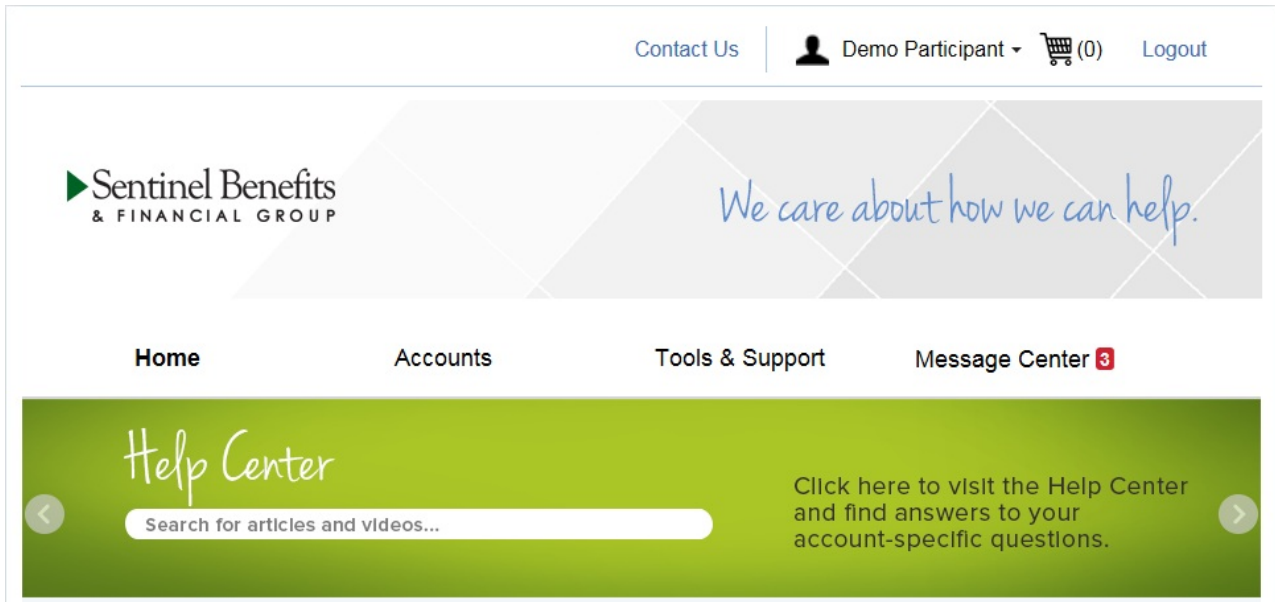 Contact Us Demo Participant (0) Logout
Sentinel Benefits
& FINANCIAL GROUP
We care about how we can help.
Home Accounts Tools & Support Message Center 3
Help Center
Search for articles and videos...
Click here to visit the Help Center
and find answers to your
account-specific questions.